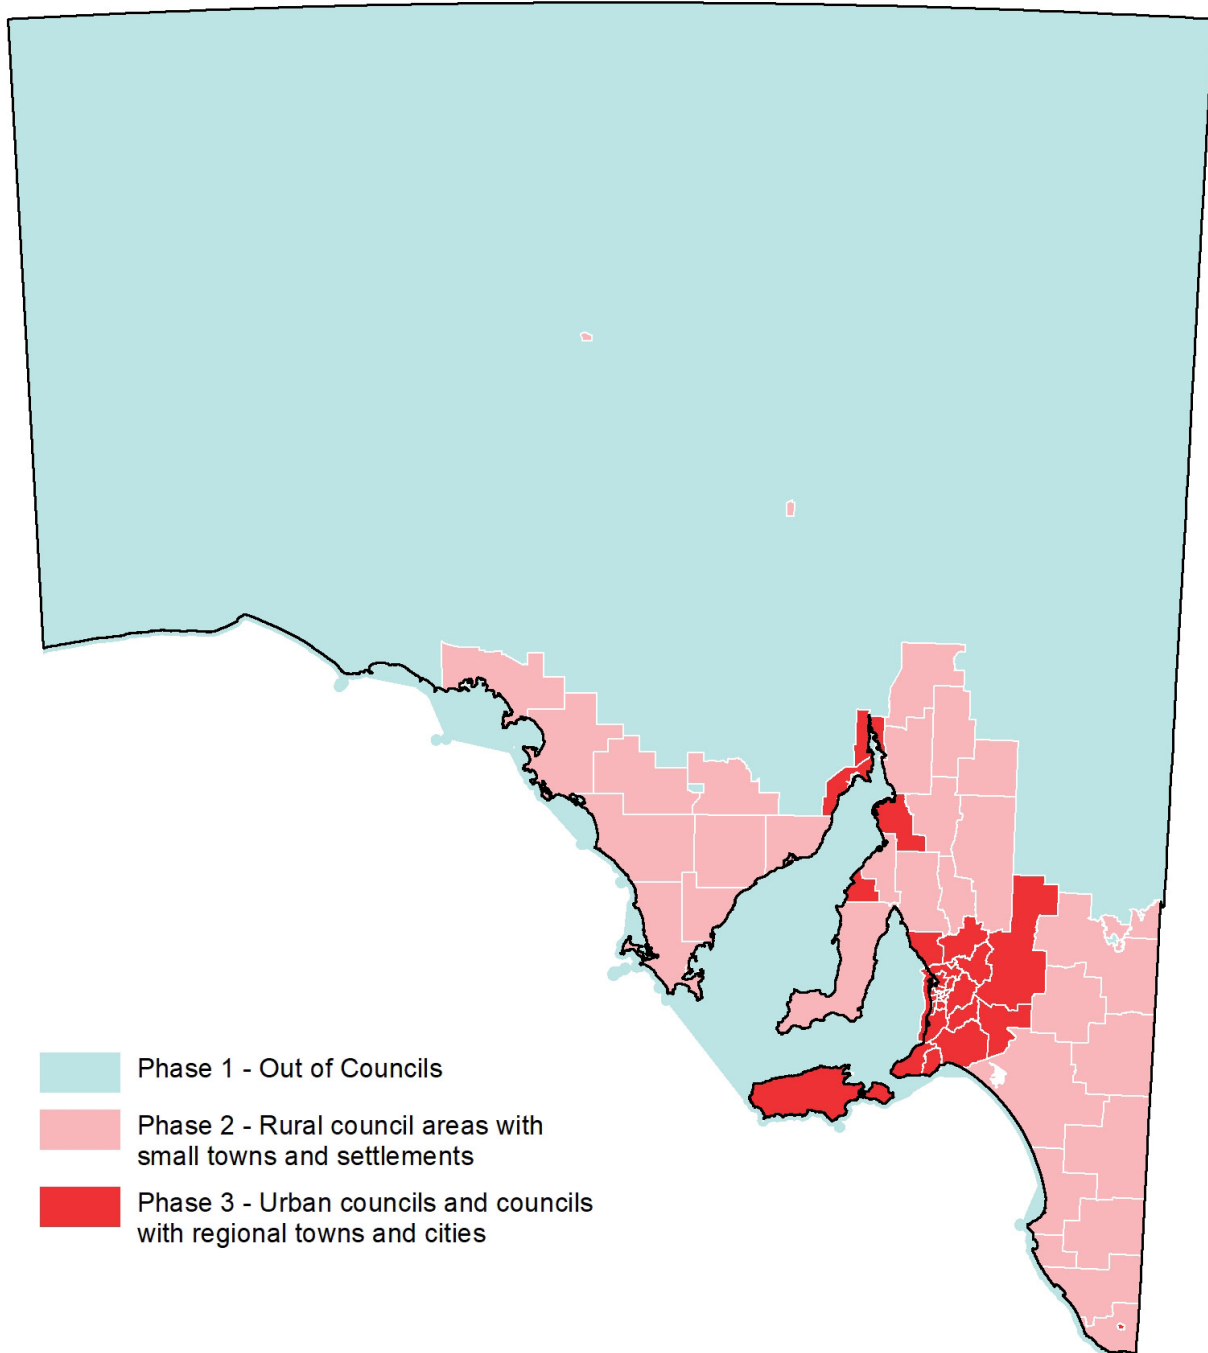 Phase 1 - Out of Councils
Phase 2 - Rural council areas with
small towns and settlements
Phase 3 - Urban councils and councils
with regional towns and cities